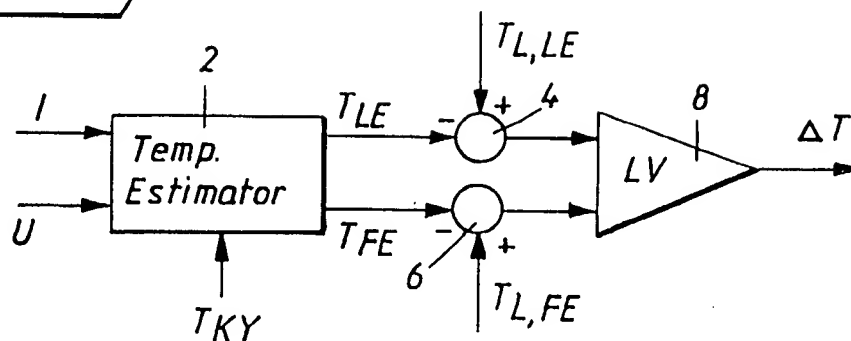 2
T_L,LE
4
8
I
T_LE
-
+
ΔT
Temp.
Estimator
LV
U
T_FE
-
+
6
T_L,FE
T_KY